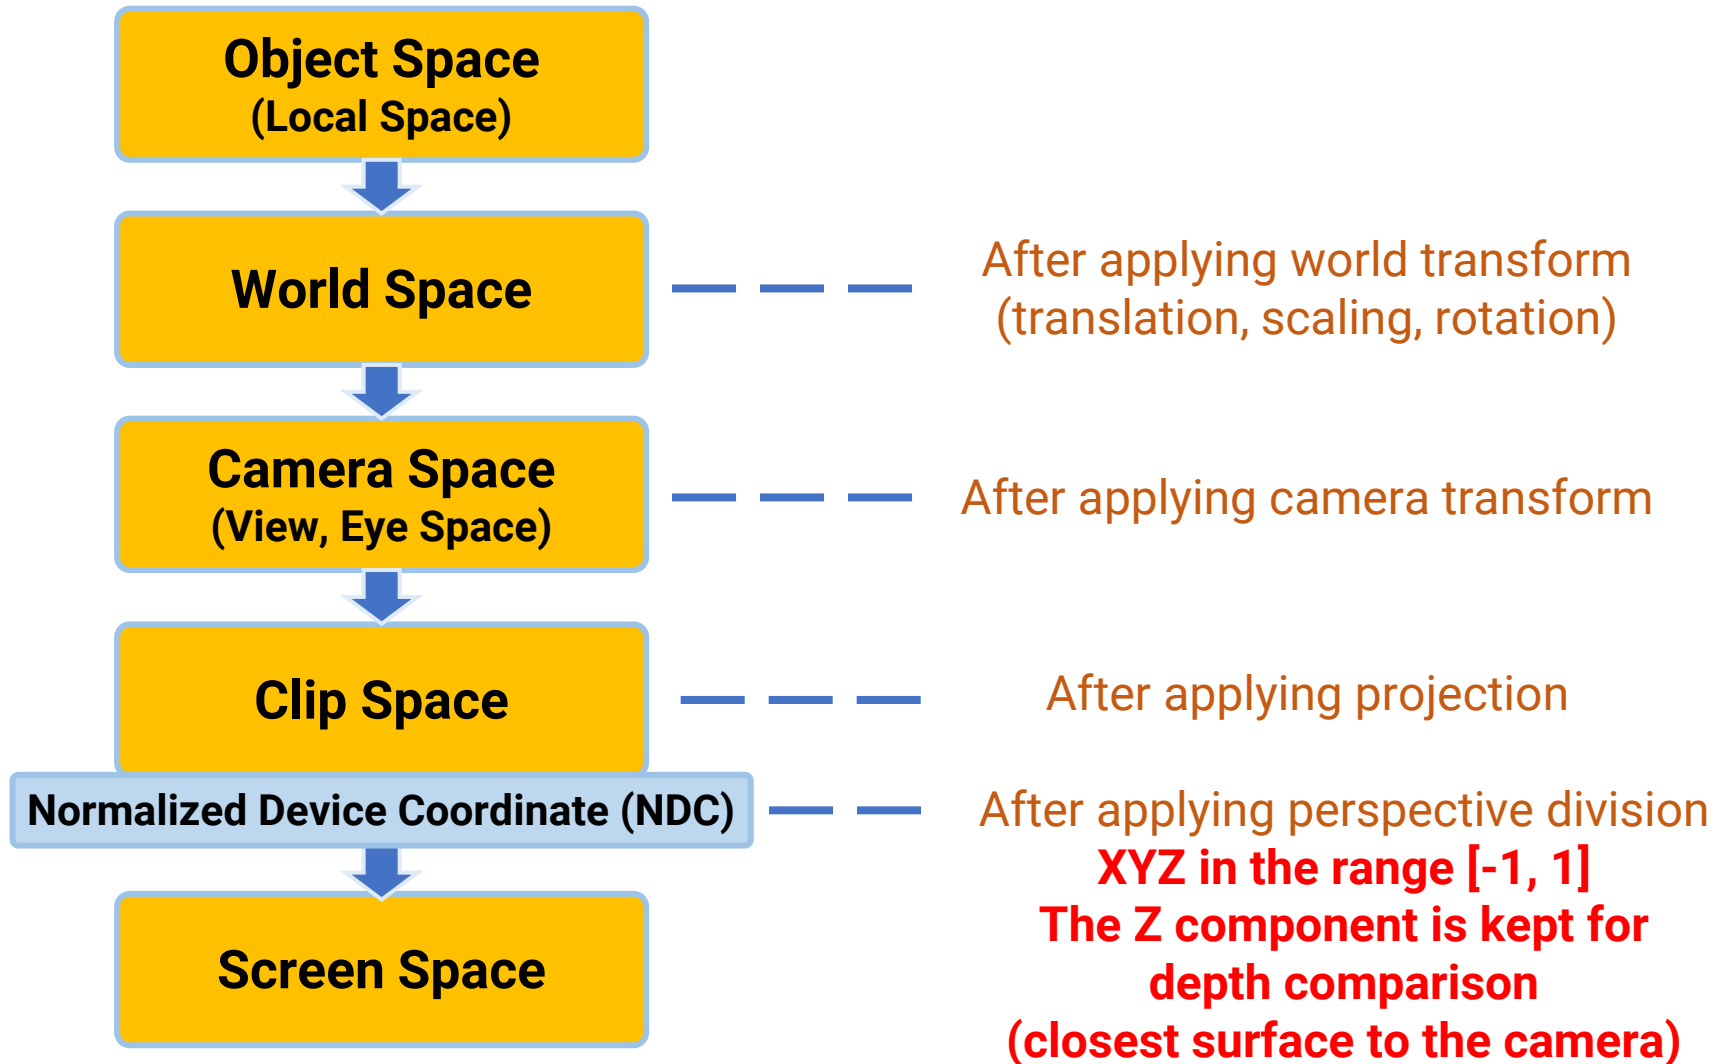 Object Space
(Local Space)
World Space
After applying world transform
(translation, scaling, rotation)
Camera Space
(View, Eye Space)
After applying camera transform
Clip Space
After applying projection
Normalized Device Coordinate (NDC)
After applying perspective division
XYZ in the range [-1, 1]
The Z component is kept for
depth comparison
(closest surface to the camera)
Screen Space